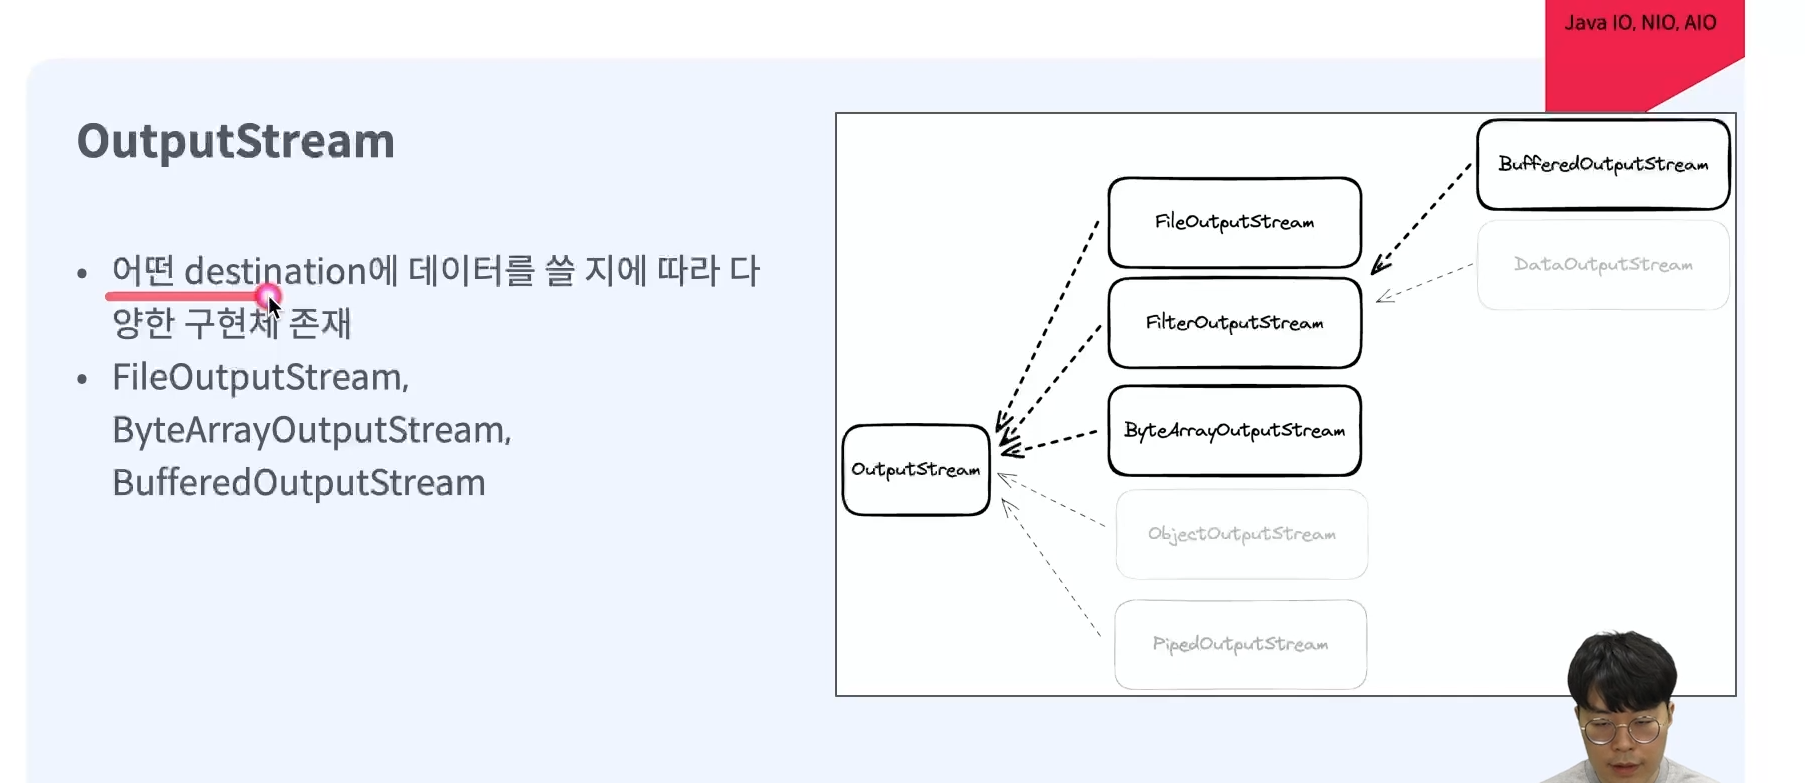 Java IO, NIO, AIO
OutputStream
• 어떤 destination에 데이터를 쓸 지에 따라 다
양한 구현체 존재
• FileOutputStream,
ByteArrayOutputStream,
BufferedOutputStream
BufferedOutputStream
FileOutputStream
DataOutputStream
FilterOutputStream
ByteArrayOutputStream
OutputStream
ObjectOutputStream
PipedOutputStream